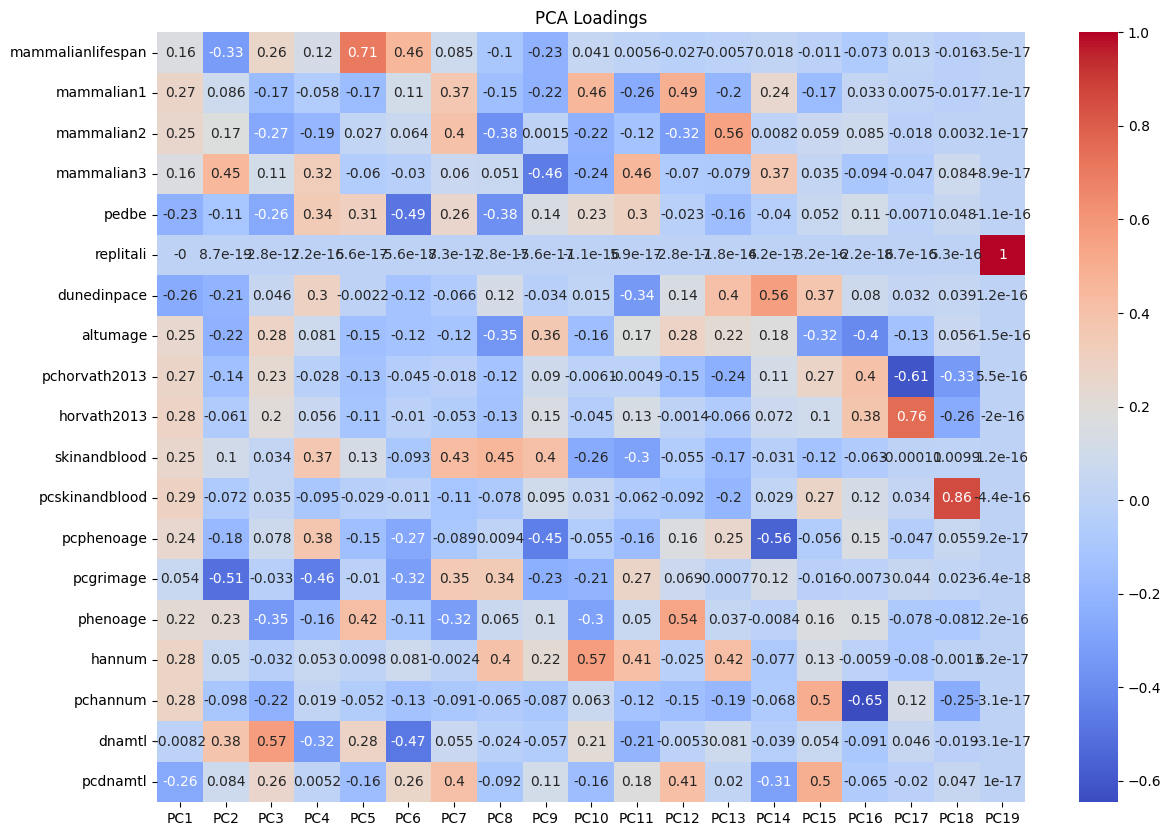 PCA Loadings
mammalianlifespan 0.16 -0.33 0.26 0.12 0.71 0.46 0.085 -0.1 -0.23 0.041 0.0056 -0.027 -0.0057 0.018 -0.011 -0.073 0.013 -0.016 -3.5e-17
mammalian1 0.27 0.086 -0.17 -0.058 -0.17 0.11 0.37 -0.15 -0.22 0.46 -0.26 0.49 -0.2 0.24 -0.17 0.033 0.0075 -0.017 -7.1e-17
mammalian2 0.25 0.17 -0.27 -0.19 0.027 0.064 0.4 -0.38 0.0015 -0.22 -0.12 -0.32 0.56 0.0082 0.059 0.085 -0.018 0.003
mammalian3 0.16 0.45 0.11 0.32 -0.06 -0.03 0.06 0.051 -0.46 -0.24 0.46 -0.07 -0.079 0.37 0.035 -0.094 -0.047 0.084 -8.9e-17
pedbe -0.23 -0.11 -0.26 0.34 0.31 -0.49 0.26 -0.38 0.14 0.23 0.3 -0.023 -0.16 -0.04 0.052 0.11 -0.0071 0.048 -1.1e-16
replitali -0 1
dunedinpace -0.26 -0.21 0.046 0.3 -0.0022 -0.12 -0.066 0.12 -0.034 0.015 -0.34 0.14 0.4 0.56 0.37 0.08 0.032 0.039
altumage 0.25 -0.22 0.28 0.081 -0.15 -0.12 -0.12 -0.35 0.36 -0.16 0.17 0.28 0.22 0.18 -0.32 -0.4 -0.13 0.056
pchorvath2013 0.27 -0.14 0.23 -0.028 -0.13 -0.045 -0.018 -0.12 0.09 -0.0061 -0.0049 -0.15 -0.24 0.11 0.27 0.4 -0.61 -0.33 5.5e-16
horvath2013 0.28 -0.061 0.2 0.056 -0.11 -0.01 -0.053 -0.13 0.15 -0.045 0.13 -0.0014 -0.066 0.072 0.1 0.38 0.76 -0.26 -2e-16
skinandblood 0.25 0.1 0.034 0.37 0.13 -0.093 0.43 0.45 0.4 -0.26 -0.3 -0.055 -0.17 -0.031 -0.12 -0.063
pcskinandblood 0.29 -0.072 0.035 -0.095 -0.029 -0.011 -0.11 -0.078 0.095 0.031 -0.062 -0.092 -0.2 0.029 0.27 0.12 0.034 0.86 -4.4e-16
pcphenoage 0.24 -0.18 0.078 0.38 -0.15 -0.27 -0.089 0.0094 -0.45 -0.055 -0.16 0.16 0.25 -0.56 -0.056 0.15 -0.047 0.055
pcgrimage 0.054 -0.51 -0.033 -0.46 -0.01 -0.32 0.35 0.34 -0.23 -0.21 0.27 0.069 -0.00077 0.12 -0.016 -0.0073 0.044 0.023 -6.4e-18
phenoage 0.22 0.23 -0.35 -0.16 0.42 -0.11 -0.32 0.065 0.1 -0.3 0.05 0.54 0.037 -0.0084 0.16 0.15 -0.078 -0.081
hannum 0.28 0.05 -0.032 0.053 0.0098 0.081 -0.0024 0.4 0.22 0.57 0.41 -0.025 0.42 -0.077 0.13 -0.0059 -0.08 -0.0013
pchannum 0.28 -0.098 -0.22 0.019 -0.052 -0.13 -0.091 -0.065 -0.087 0.063 -0.12 -0.15 -0.19 -0.068 0.5 -0.65 0.12 -0.25 -3.1e-17
dnamtl -0.0082 0.38 0.57 -0.32 0.28 -0.47 0.055 -0.024 -0.057 0.21 -0.21 -0.0053 0.081 -0.039 0.054 -0.091 0.046 -0.019
pcdnamtl -0.26 0.084 0.26 0.0052 -0.16 0.26 0.4 -0.092 0.11 -0.16 0.18 0.41 0.02 -0.31 0.5 -0.065 -0.02 0.047 1e-17
PC1 PC2 PC3 PC4 PC5 PC6 PC7 PC8 PC9 PC10 PC11 PC12 PC13 PC14 PC15 PC16 PC17 PC18 PC19
1.0
0.8
0.6
0.4
0.2
0.0
−0.2
−0.4
−0.6